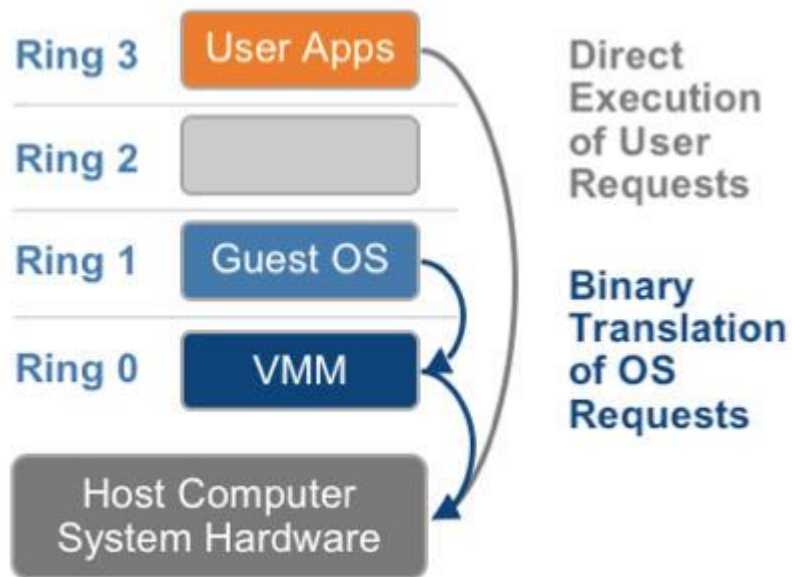 Ring 3
User Apps
Ring 2
Ring 1
Guest OS
Ring 0
VMM
Host Computer
System Hardware
Direct
Execution
of User
Requests
Binary
Translation
of OS
Requests